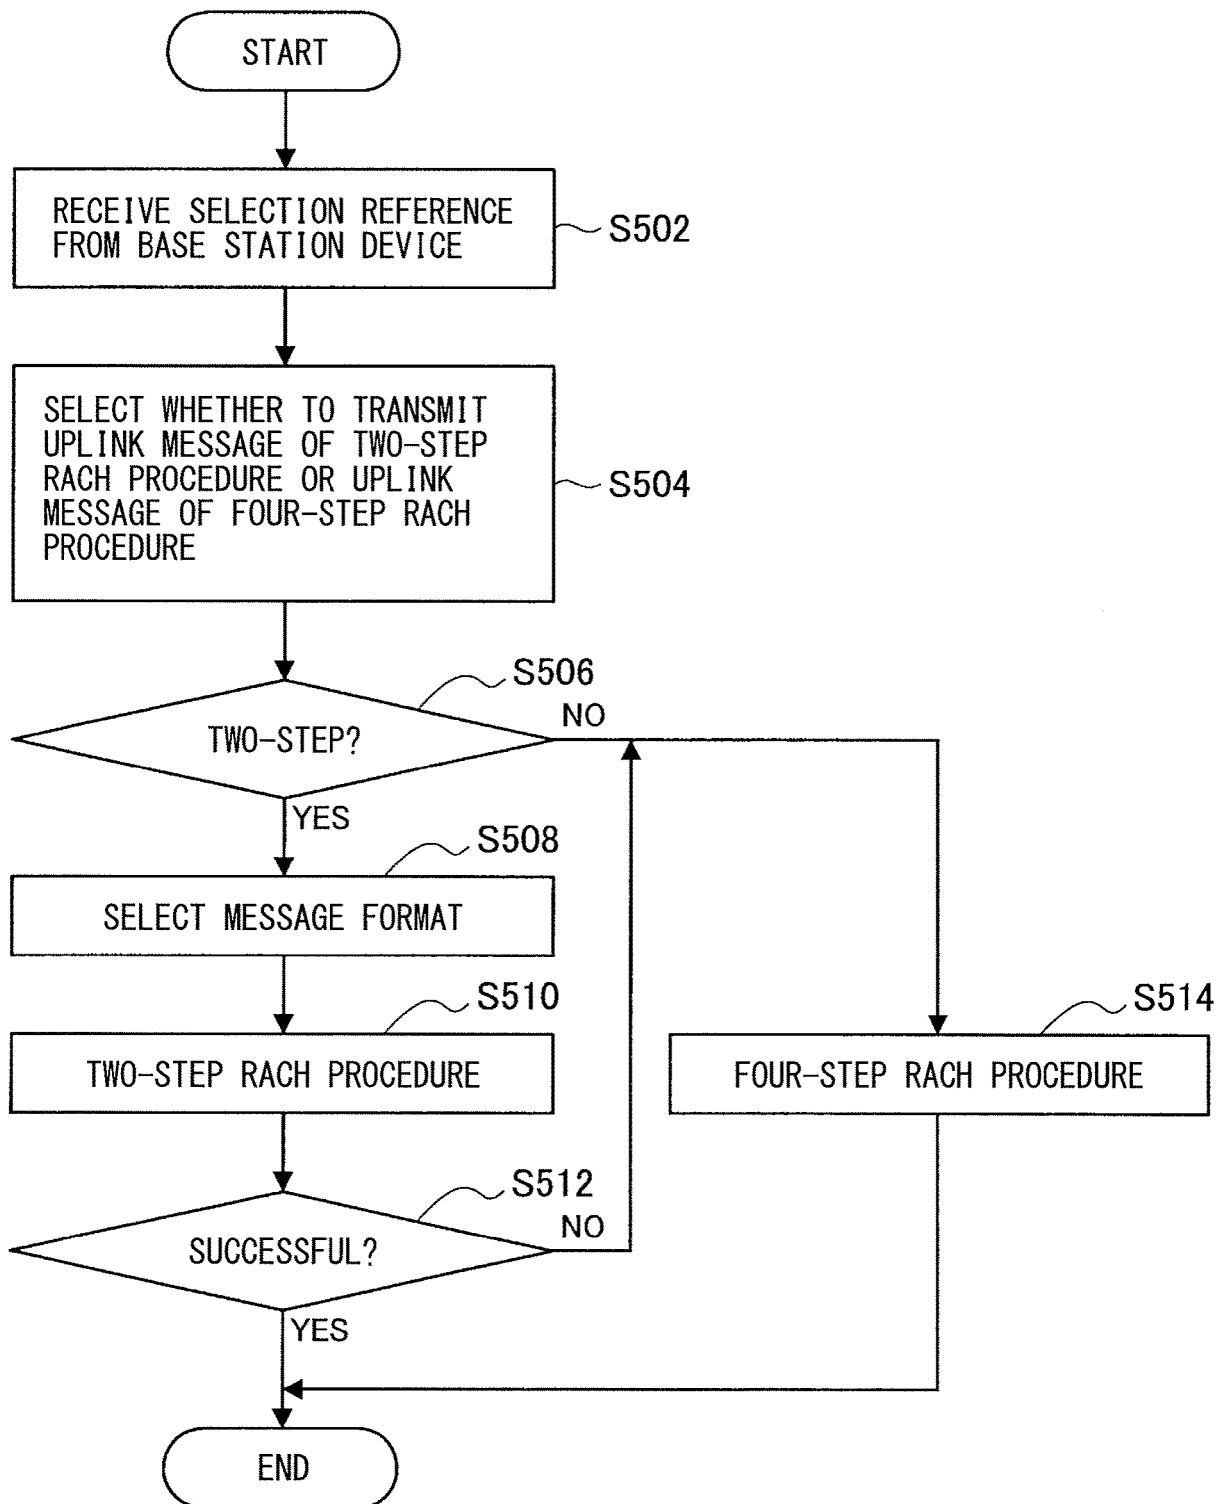 START
RECEIVE SELECTION REFERENCE
FROM BASE STATION DEVICE
S502
SELECT WHETHER TO TRANSMIT
UPLINK MESSAGE OF TWO-STEP
RACH PROCEDURE OR UPLINK
MESSAGE OF FOUR-STEP RACH
PROCEDURE
S504
S506
TWO-STEP?
NO
YES
S508
SELECT MESSAGE FORMAT
S510
TWO-STEP RACH PROCEDURE
S514
FOUR-STEP RACH PROCEDURE
S512
SUCCESSFUL?
NO
YES
END